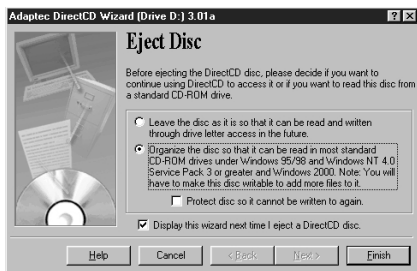 Adaptec DirectCD Wizard (Drive D:) 3.01a
Eject Disc
Before ejecting the DirectCD disc, please decide if you want to
continue using DirectCD to access it or if you want to read this disc from
a standard CD-ROM drive.
Leave the disc as it is so that it can be read and written
through drive letter access in the future.
Organize the disc so that it can be read in most standard
CD-ROM drives under Windows 95/98 and Windows NT 4.0
Service Pack 3 or greater and Windows 2000. Note: You will
have to make this disc writable to add more files to it.
Protect disc so it cannot be written to again.
Display this wizard next time I eject a DirectCD disc.
Help Cancel < Back Next > Finish